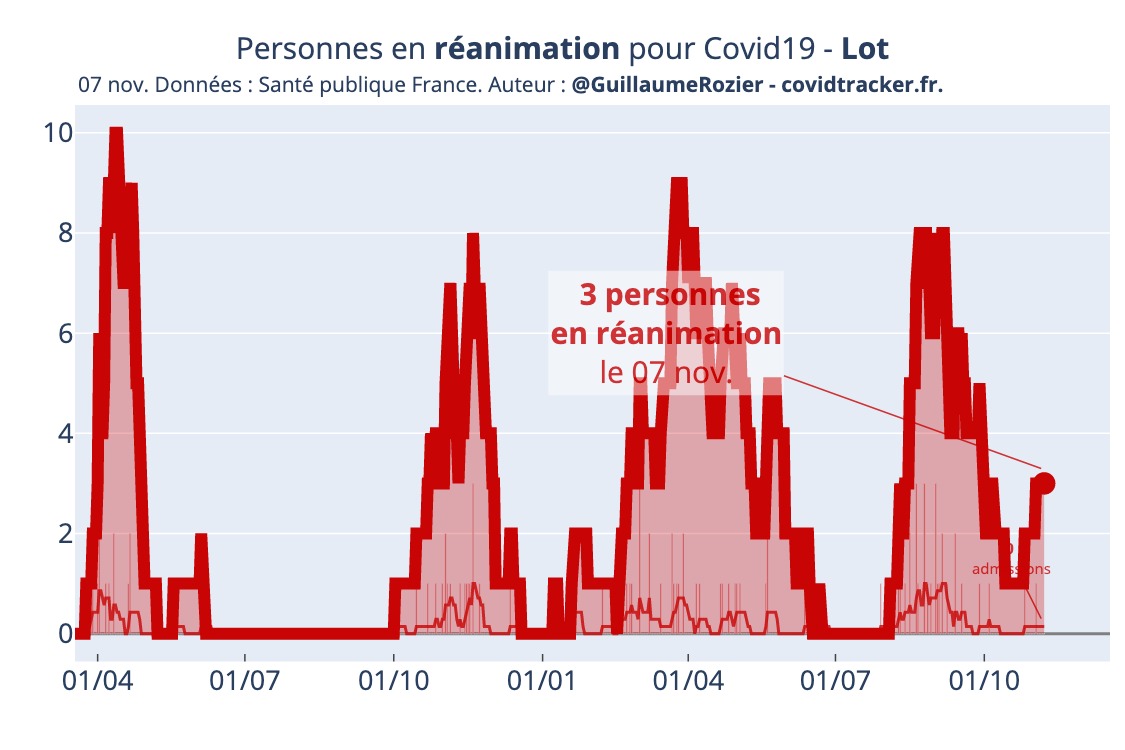 Personnes en réanimation pour Covid19 - Lot
07 nov. Données : Santé publique France. Auteur : @GuillaumeRozier - covidtracker.fr.
10
8
6
4
2
0
3 personnes
en réanimation
le 07 nov.
0
admissions
01/04
01/07
01/10
01/01
01/04
01/07
01/10